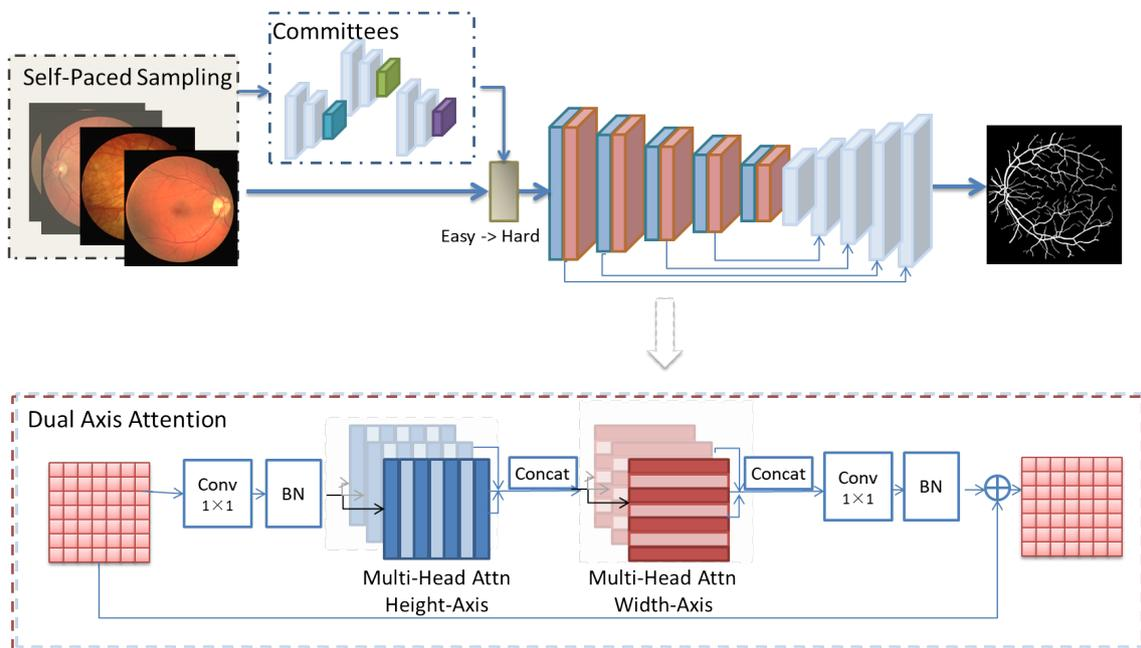 Committees
Self-Paced Sampling
Easy -> Hard
Dual Axis Attention
Conv
1×1
BN
Concat
Concat
Conv
1×1
BN
Multi-Head Attn
Height-Axis
Multi-Head Attn
Width-Axis